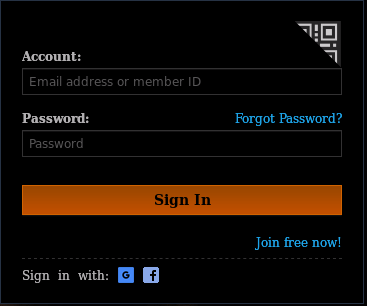 Account:
Email address or member ID
Password: Forgot Password?
Password
Sign In
Join free now!
Sign in with: G f